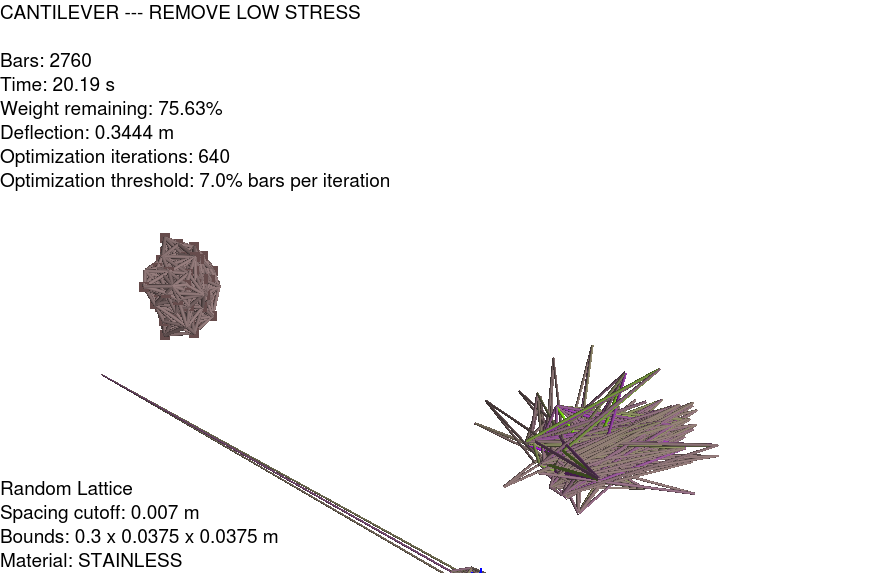 CANTILEVER --- REMOVE LOW STRESS
Bars: 2760
Time: 20.19 s
Weight remaining: 75.63%
Deflection: 0.3444 m
Optimization iterations: 640
Optimization threshold: 7.0% bars per iteration
Random Lattice
Spacing cutoff: 0.007 m
Bounds: 0.3 x 0.0375 x 0.0375 m
Material: STAINLESS